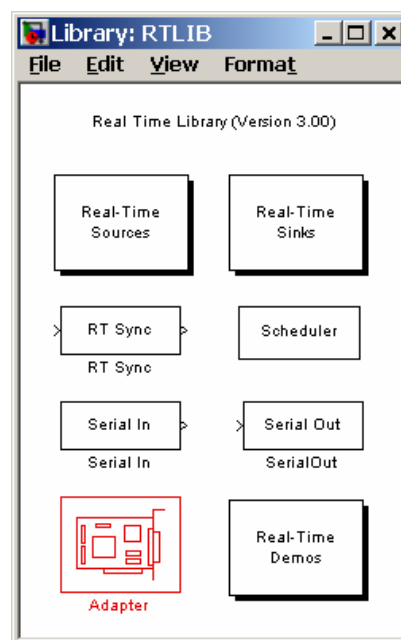 Library: RTLIB
File Edit View Format
Real Time Library (Version 3.00)
Real-Time Sources
Real-Time Sinks
RT Sync
RT Sync
Scheduler
Serial In
Serial In
Serial Out
SerialOut
Adapter
Real-Time Demos